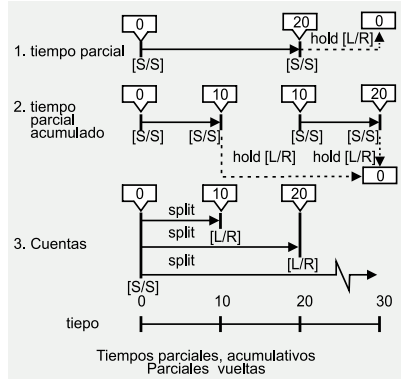 0 20 0
1. tiempo parcial hold [L/R]
[S/S] [S/S]
2. tiempo
parcial
acumulado
0 10 10 20
[S/S] [S/S] [S/S] [S/S]
hold [L/R] hold [L/R]
0
0 10 20
split
split [L/R]
3. Cuentas
split [L/R]
[S/S]
0 10 20 30
tiepo
Tiempos parciales, acumulativos
Parciales vueltas